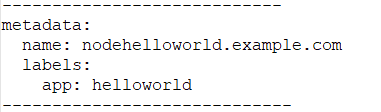 ----------------------------
metadata:
  name: nodehelloworld.example.com
  labels:
    app: helloworld
-----------------------------